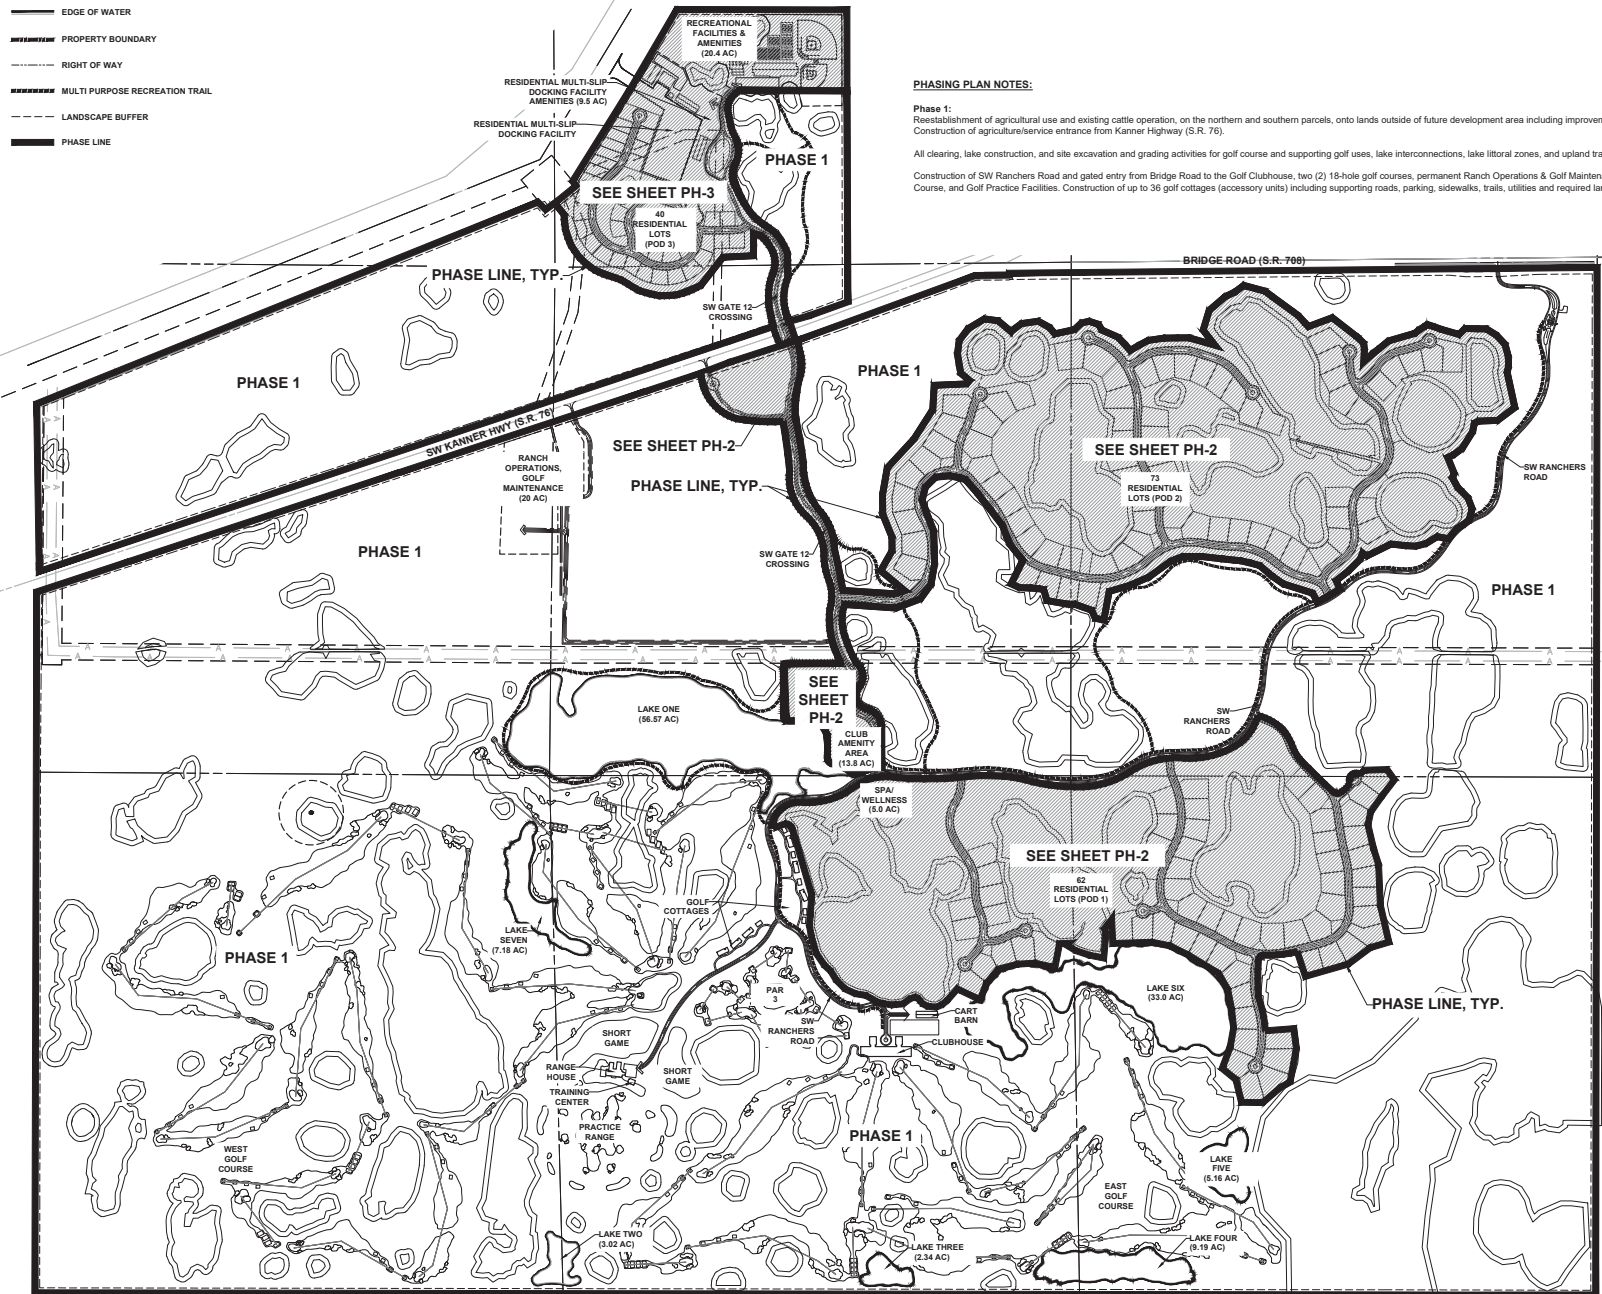 EDGE OF WATER
PROPERTY BOUNDARY
RIGHT OF WAY
MULTI PURPOSE RECREATION TRAIL
LANDSCAPE BUFFER
PHASE LINE
PHASING PLAN NOTES:
Phase 1:
Reestablishment of agricultural use and existing cattle operation, on the northern and southern parcels, onto lands outside of future development area including
Construction of agriculture/service entrance from Kanner Highway (S.R. 76).
All clearing, lake construction, and site excavation and grading activities for golf course and supporting golf uses, lake interconnections, lake littoral zones, and upland
Construction of SW Ranchers Road and gated entry from Bridge Road to the Golf Clubhouse, two (2) 18-hole golf courses, permanent Ranch Operations & Golf
Course, and Golf Practice Facilities. Construction of up to 36 golf cottages (accessory units) including supporting roads, parking, sidewalks, trails, utilities and required
RECREATIONAL
FACILITIES &
AMENITIES
(20.4 AC)
RESIDENTIAL MULTI-SLIP
DOCKING FACILITY
AMENITIES (9.5 AC)
RESIDENTIAL MULTI-SLIP
DOCKING FACILITY
PHASE 1
SEE SHEET PH-3
40
RESIDENTIAL
LOTS
(POD 3)
PHASE LINE, TYP.
BRIDGE ROAD (S.R. 708)
SW GATE 12
CROSSING
PHASE 1
PHASE 1
SW KANNER HWY (S.R. 76)
SEE SHEET PH-2
SEE SHEET PH-2
73
RESIDENTIAL
LOTS (POD 2)
RANCH
OPERATIONS,
GOLF
MAINTENANCE
(20 AC)
PHASE LINE, TYP.
SW RANCHERS
ROAD
PHASE 1
SW GATE 12
CROSSING
PHASE 1
SEE
SHEET
PH-2
LAKE ONE
(56.57 AC)
SW
RANCHERS
ROAD
CLUB
AMENITY
AREA
(13.8 AC)
SPA/
WELLNESS
(5.0 AC)
SEE SHEET PH-2
62
RESIDENTIAL
LOTS (POD 1)
GOLF
COTTAGES
LAKE
SEVEN
(7.18 AC)
PHASE 1
PAR
3
LAKE SIX
(33.0 AC)
PHASE LINE, TYP.
SW
RANCHERS
ROAD
CART
BARN
CLUBHOUSE
SHORT
GAME
RANGE
HOUSE
SHORT
GAME
TRAINING
CENTER
PRACTICE
RANGE
PHASE 1
WEST
GOLF
COURSE
LAKE
FIVE
(5.16 AC)
EAST
GOLF
COURSE
LAKE TWO
(3.02 AC)
LAKE THREE
(2.34 AC)
LAKE FOUR
(9.19 AC)